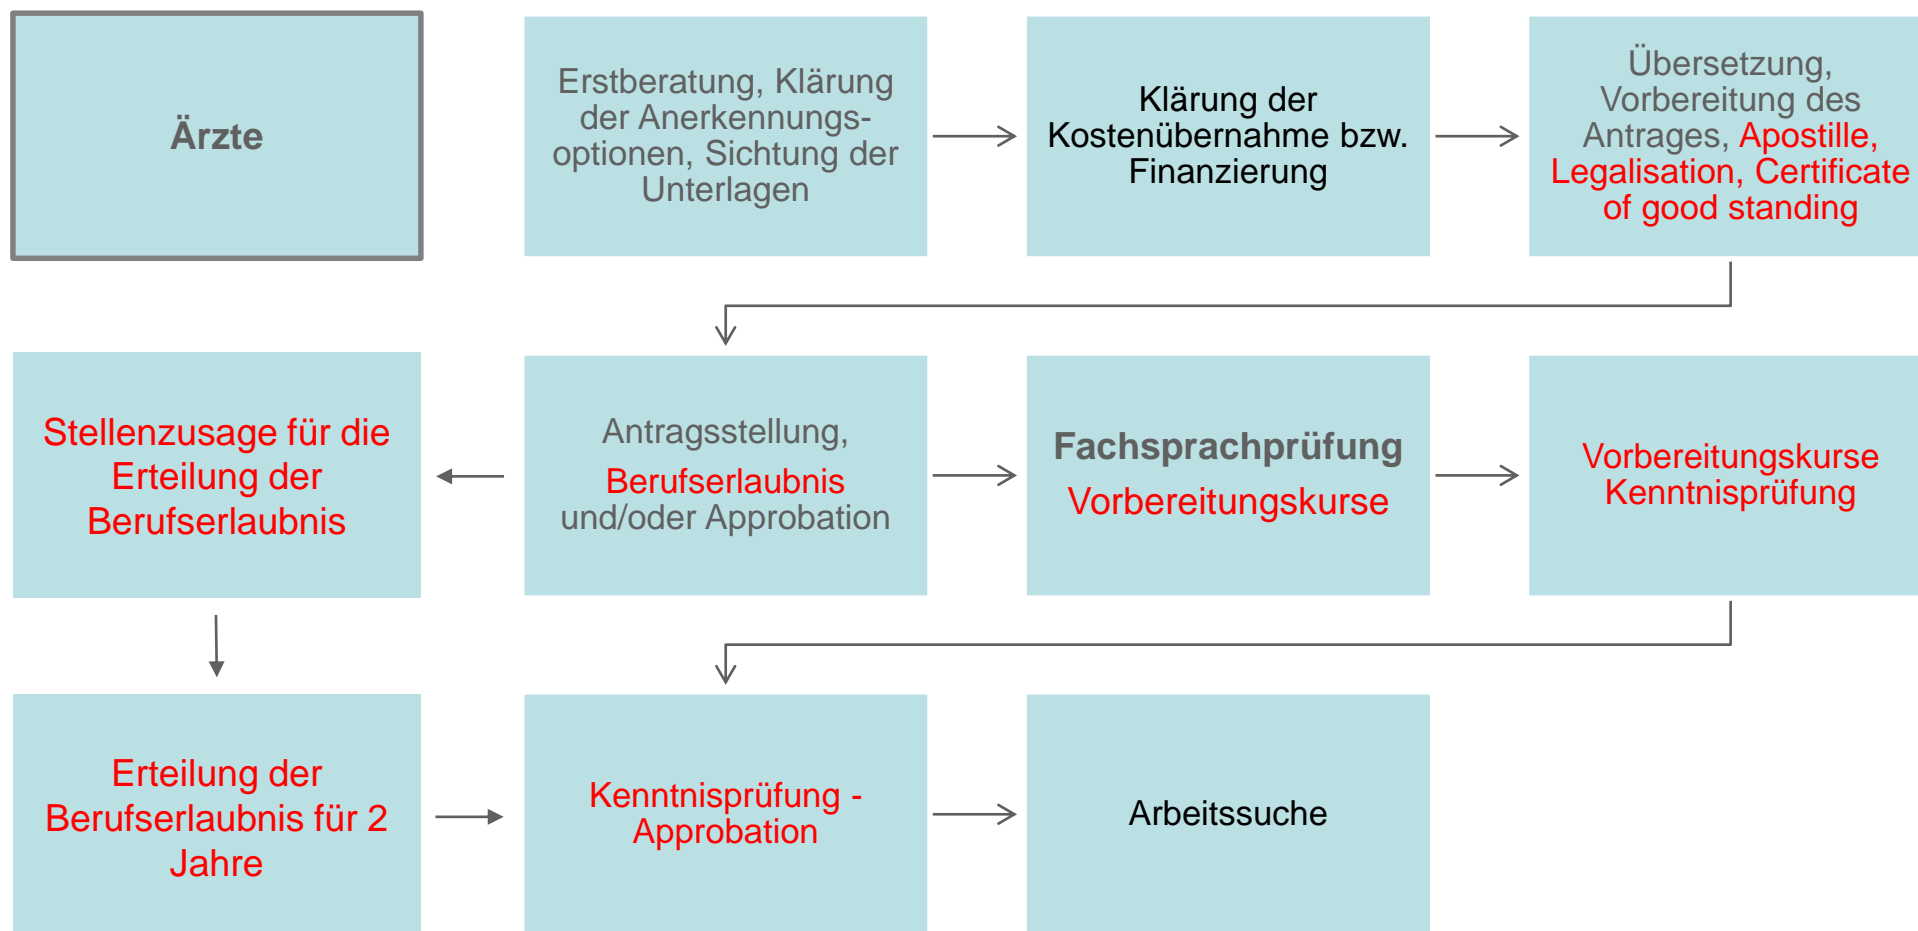 Ärzte
Erstberatung, Klärung
der Anerkennungs-
optionen, Sichtung der
Unterlagen
Klärung der
Kostenübernahme bzw.
Finanzierung
Übersetzung,
Vorbereitung des
Antrages, Apostille,
Legalisation, Certificate
of good standing
Stellenzusage für die
Erteilung der
Berufserlaubnis
Antragsstellung,
Berufserlaubnis
und/oder Approbation
Fachsprachprüfung
Vorbereitungskurse
Vorbereitungskurse
Kenntnisprüfung
Erteilung der
Berufserlaubnis für 2
Jahre
Kenntnisprüfung -
Approbation
Arbeitssuche